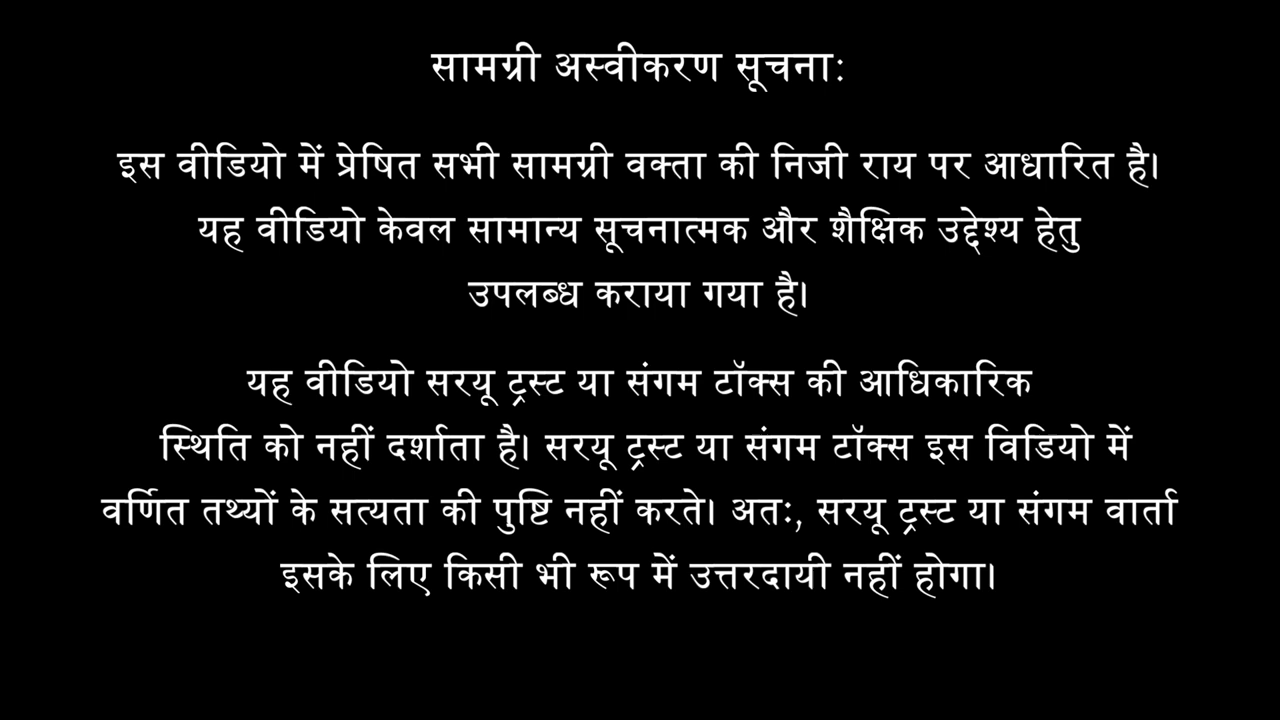 सामग्री अस्वीकरण सूचना:
इस वीडियो में प्रेषित सभी सामग्री वक्ता की निजी राय पर आधारित है।
यह वीडियो केवल सामान्य सूचनात्मक और शैक्षिक उद्देश्य हेतु
उपलब्ध कराया गया है।
यह वीडियो सरयू ट्रस्ट या संगम टॉक्स की आधिकारिक
स्थिति को नहीं दर्शाता है। सरयू ट्रस्ट या संगम टॉक्स इस विडियो में
वर्णित तथ्यों के सत्यता की पुष्टि नहीं करते। अतः, सरयू ट्रस्ट या संगम वार्ता
इसके लिए किसी भी रूप में उत्तरदायी नहीं होगा।